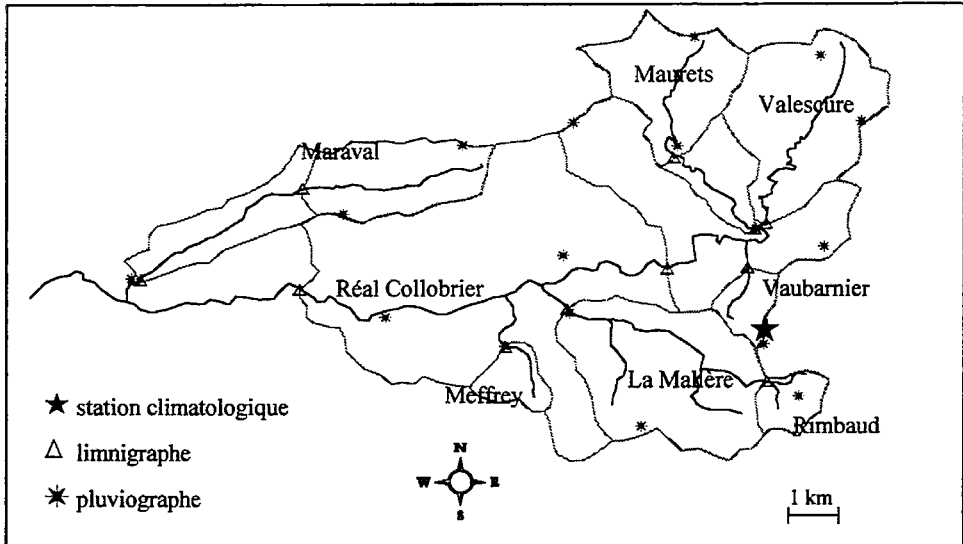 Maurets
Valescure
Maraval
Réal Collobrier
Vaubarnier
La Malière
Meffrey
Rimbaud
station climatologique
limnigraphe
pluviographe
N
W E
S
1 km